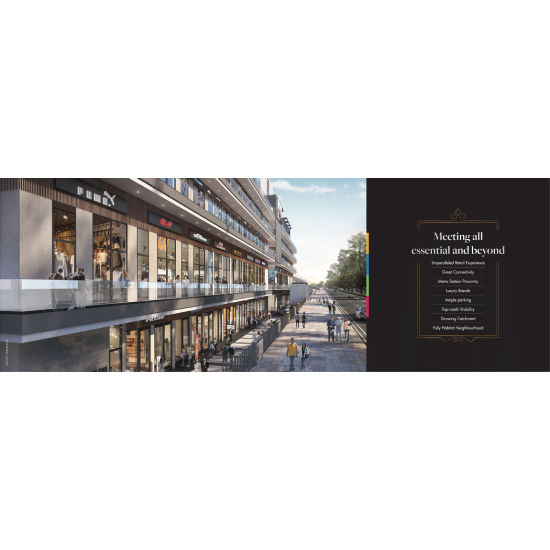 PUMA
Meeting all
essential and beyond
Unparalleled Retail Experience
Great Connectivity
Metro Station Proximity
Luxury Brands
Ample parking
Top-notch Visibility
Growing Catchment
Fully Habitat Neighbourhood